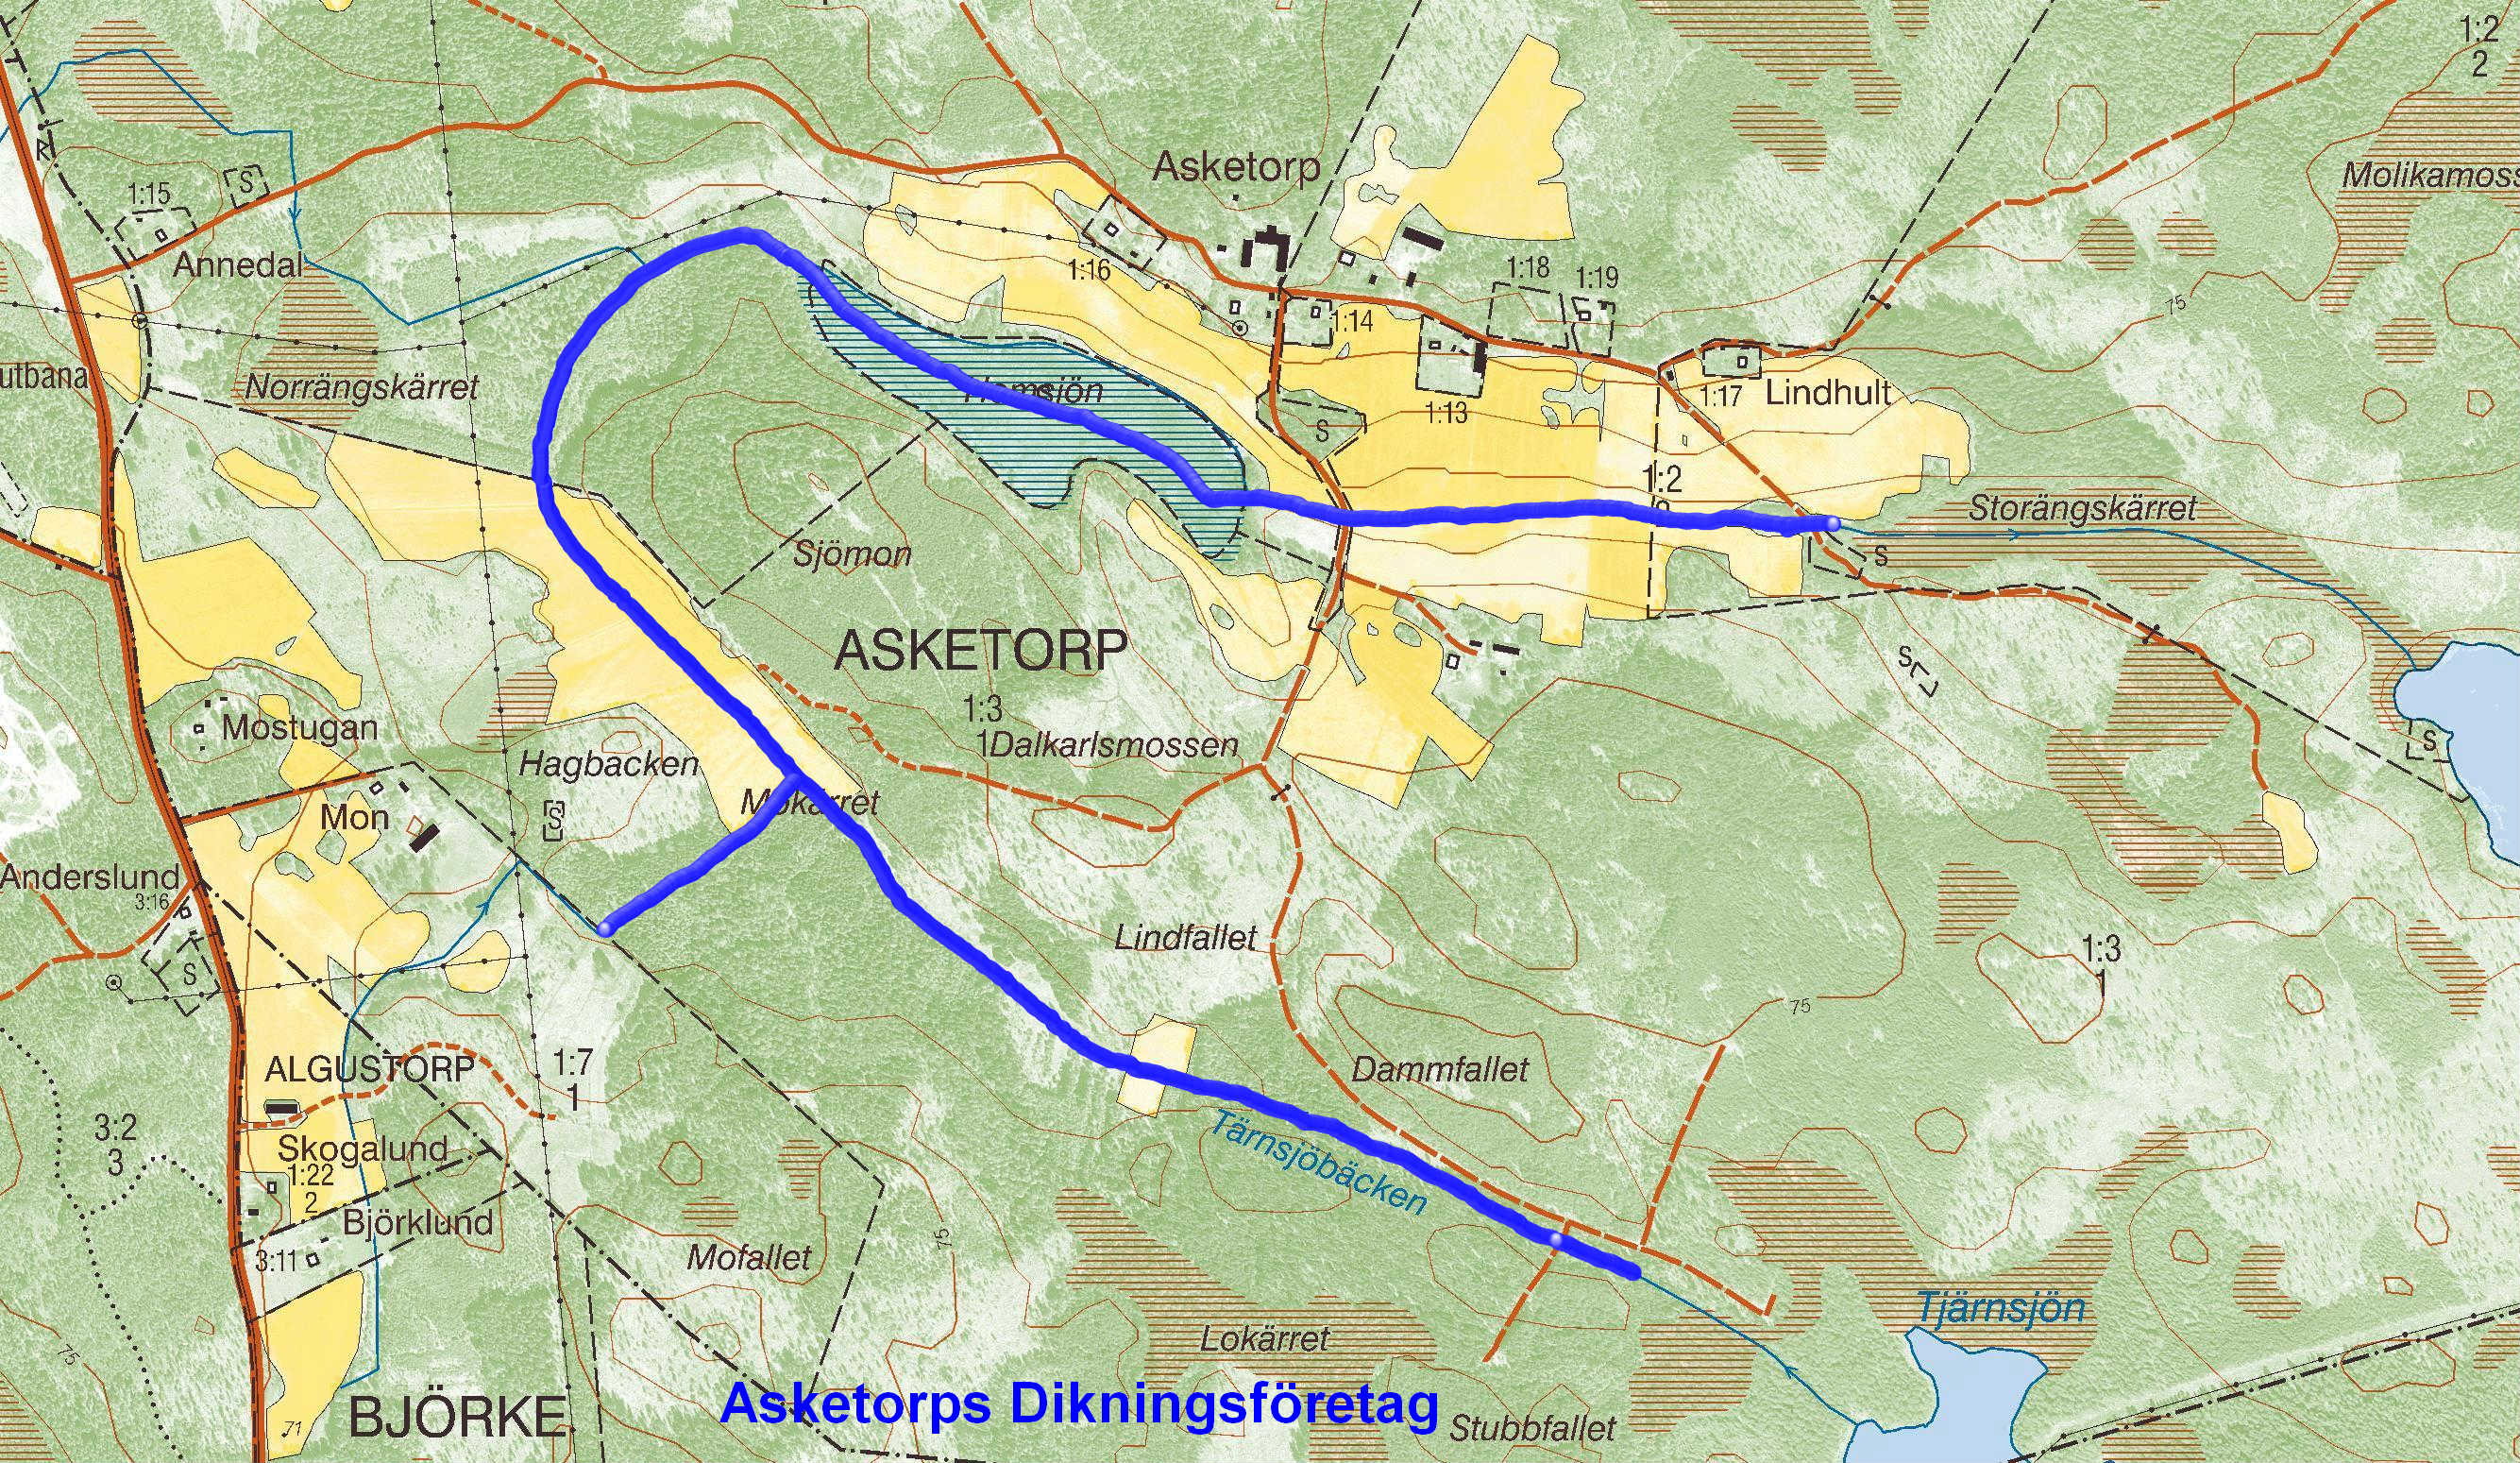 1:2
2
Asketorp
Molikamoss
1:15
S
R
Annedal
1:16
1:18
1:19
1:14
75
utbana
Norrängskärret
Homsjön
1:13
1:17
Lindhult
S
1:2
Storängskärret
Sjömon
S
ASKETORP
S
1:3
1
Dalkarlsmossen
Mostugan
S
Hagbacken
Mokärret
Mon
S
Anderslund
3:16
Lindfallet
1:3
1
S
75
ALGUSTORP
1:7
1
Dammfallet
3:2
3
Skogalund
Tärnsjöbäcken
1:22
2
Björklund
75
3:11
Mofallet
Tjärnsjön
Lokärret
75
Asketorps Dikningsföretag
BJÖRKE
71
Stubbfallet